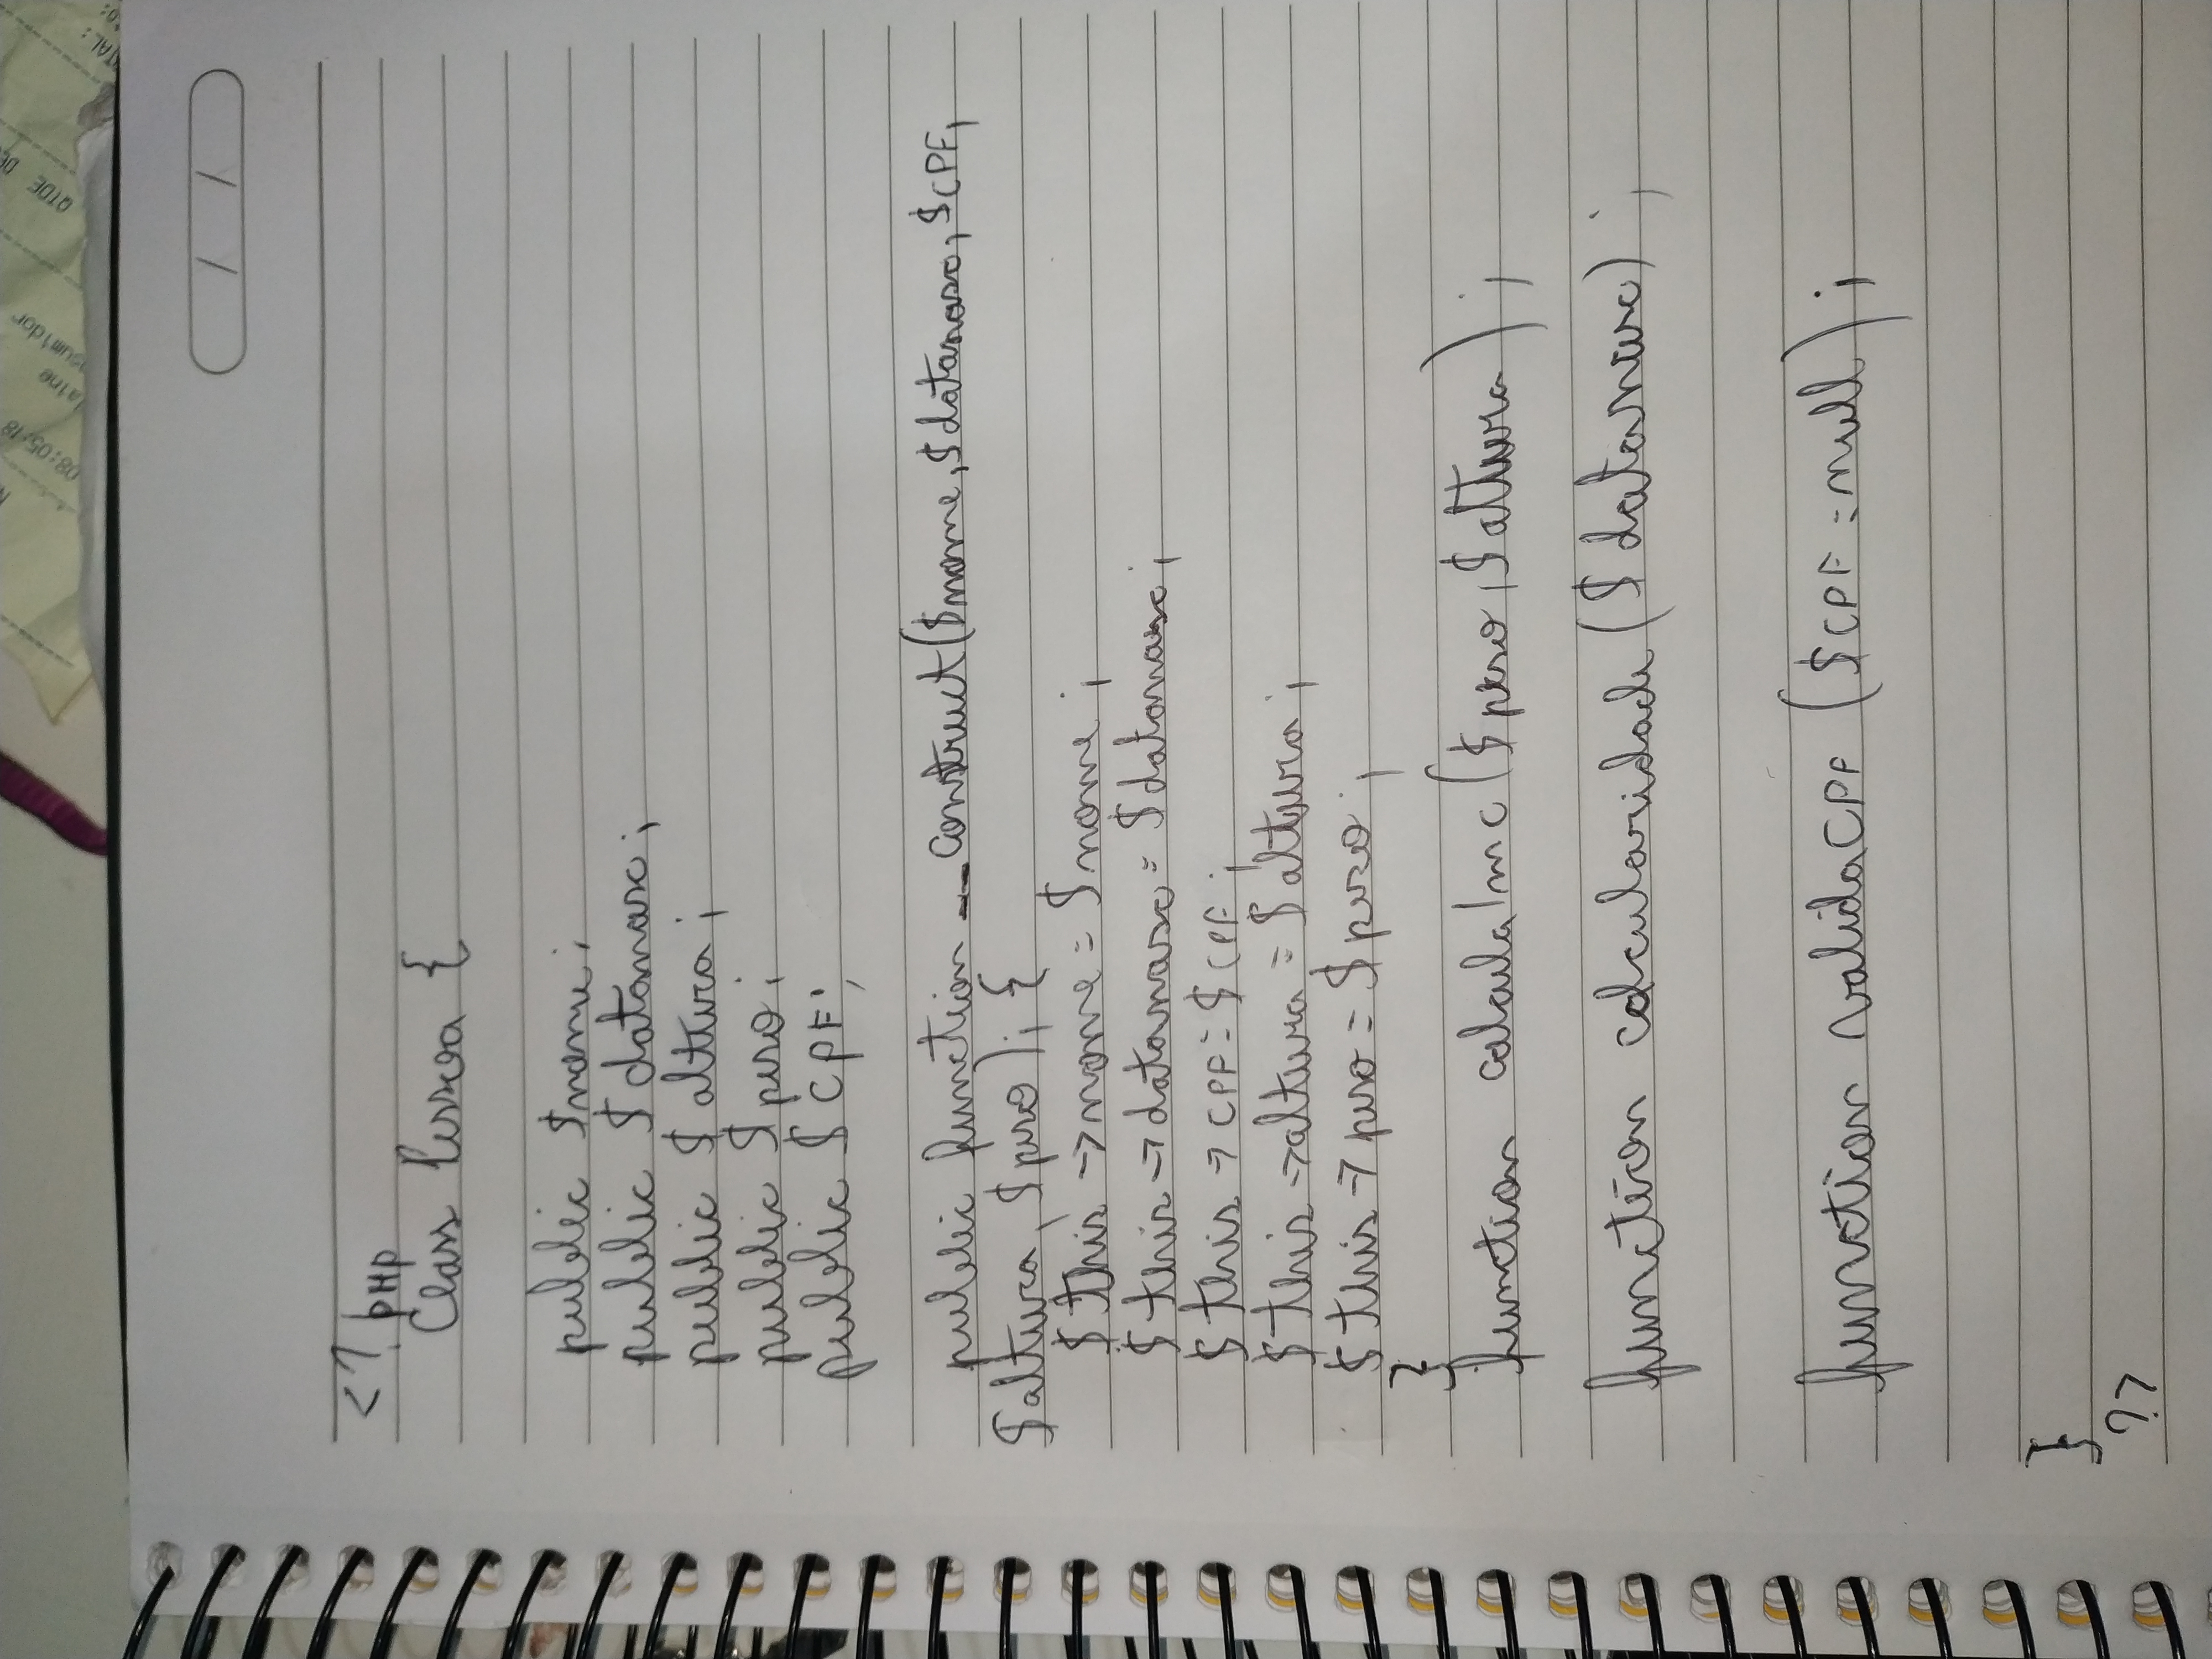 08:05:18
laine
sumidor
QTDE
TAL:
/ /
<?php
Class Pessoa {
public $nome;
public $datanasc;
public $altura;
public $peso;
public $CPF;
public function __construct($nome, $datanasc, $CPF,
$altura, $peso); {
$this ->nome = $nome;
$this ->datanasc = $datanasc;
$this -> CPF = $CPF;
$this ->altura = $altura;
$this -> peso = $peso;
}
function calculaImc ($peso, $altura);
function calcularidade ($datanasc);
function validaCPF ($CPF = null);
}
?>